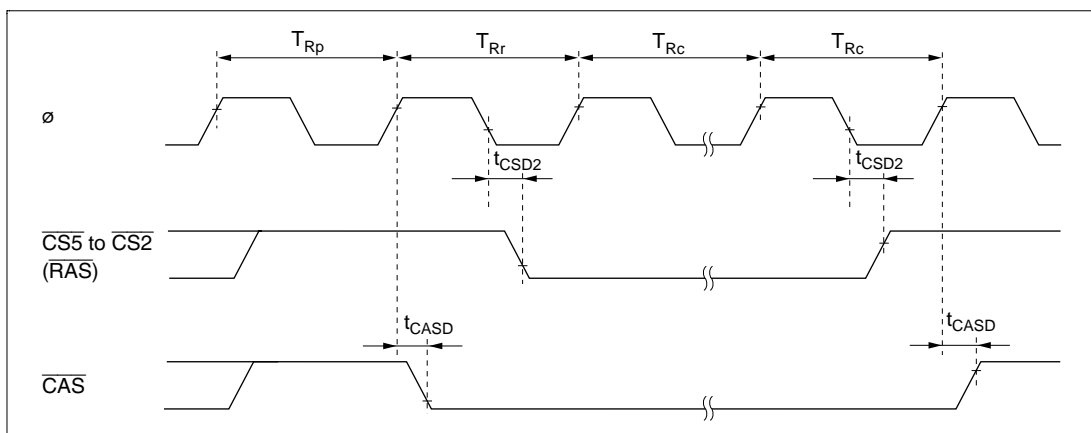 TRp TRr TRc TRc
ø
tCSD2 tCSD2
CS5 to CS2
(RAS)
tCASD tCASD
CAS